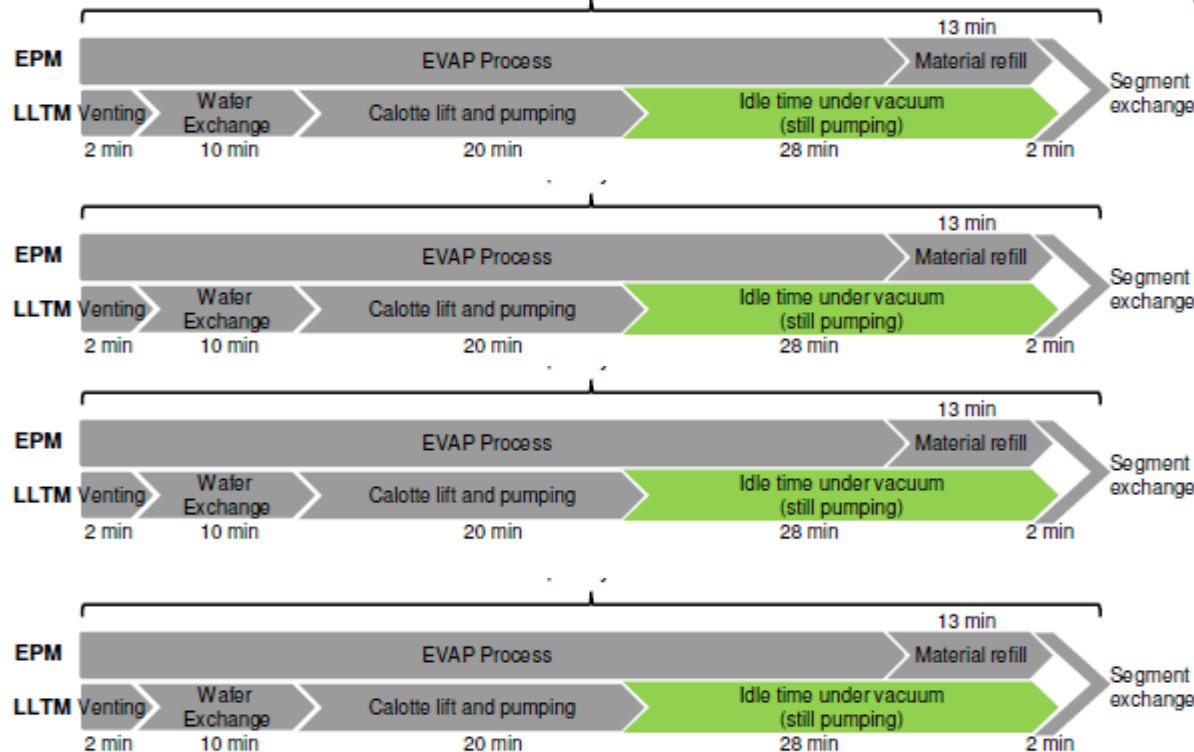 13 min
EPM EVAP Process Material refill
Segment
exchange
LLTM Venting Wafer
Exchange Calotte lift and pumping Idle time under vacuum
(still pumping)
2 min 10 min 20 min 28 min 2 min
13 min
EPM EVAP Process Material refill
Segment
exchange
LLTM Venting Wafer
Exchange Calotte lift and pumping Idle time under vacuum
(still pumping)
2 min 10 min 20 min 28 min 2 min
13 min
EPM EVAP Process Material refill
Segment
exchange
LLTM Venting Wafer
Exchange Calotte lift and pumping Idle time under vacuum
(still pumping)
2 min 10 min 20 min 28 min 2 min
13 min
EPM EVAP Process Material refill
Segment
exchange
LLTM Venting Wafer
Exchange Calotte lift and pumping Idle time under vacuum
(still pumping)
2 min 10 min 20 min 28 min 2 min